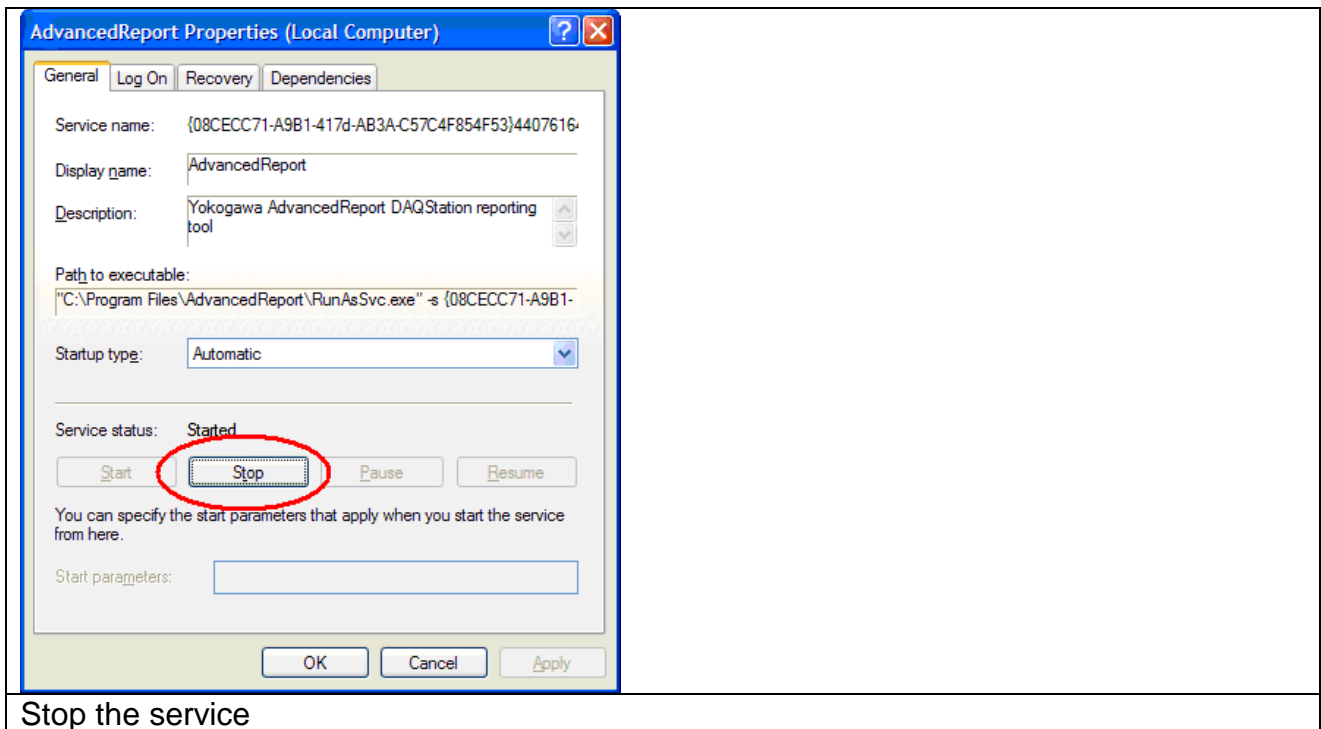 AdvancedReport Properties (Local Computer)
General Log On Recovery Dependencies
Service name: {08CECC71-A9B1-417d-AB3A-C57C4F854F53}4407616
Display name: AdvancedReport
Description: Yokogawa AdvancedReport DAQStation reporting
tool
Path to executable:
"C:\Program Files\AdvancedReport\RunAsSvc.exe" -s {08CECC71-A9B1-
Startup type: Automatic
Service status: Started
Start Stop Pause Resume
You can specify the start parameters that apply when you start the service
from here.
Start parameters:
OK Cancel Apply
Stop the service